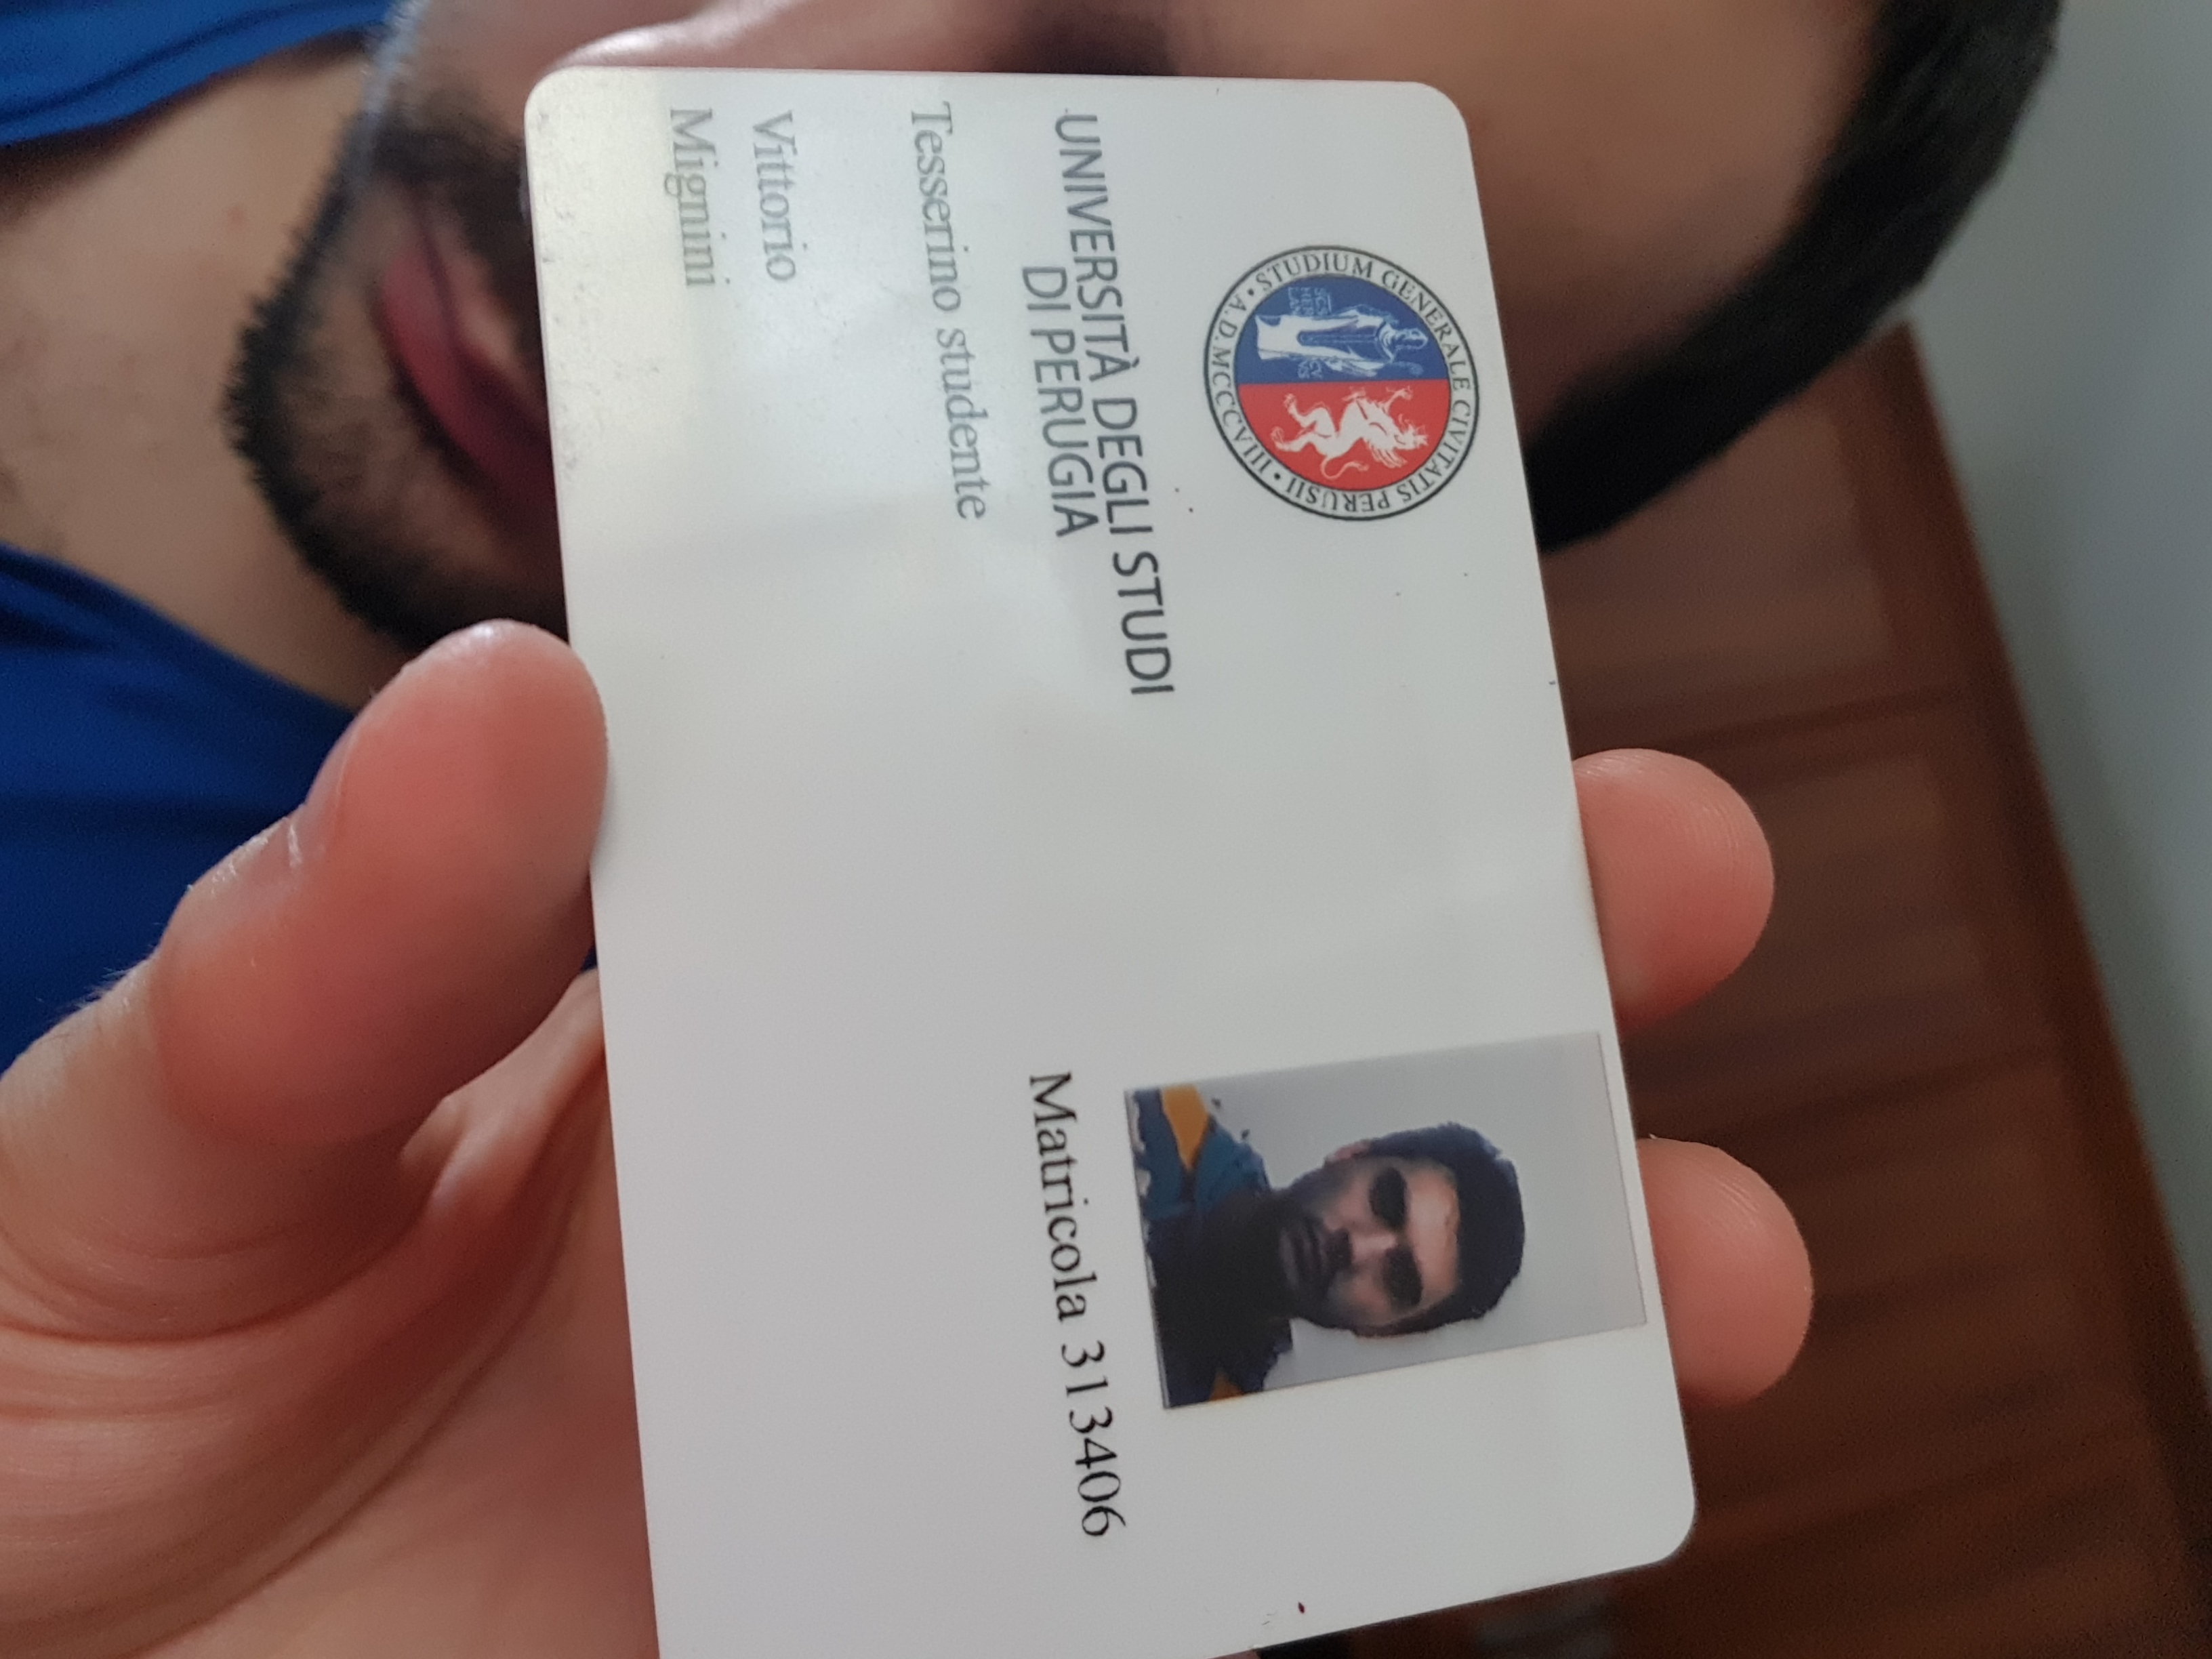 STUDIUM GENERALE CIVITATIS PERUSII
A.D. MCCCVIII
SCS
HER
LAN
CV
NS
UNIVERSITÀ DEGLI STUDI
DI PERUGIA
Tesserino studente
Vittorio
Mignini
Matricola 313406